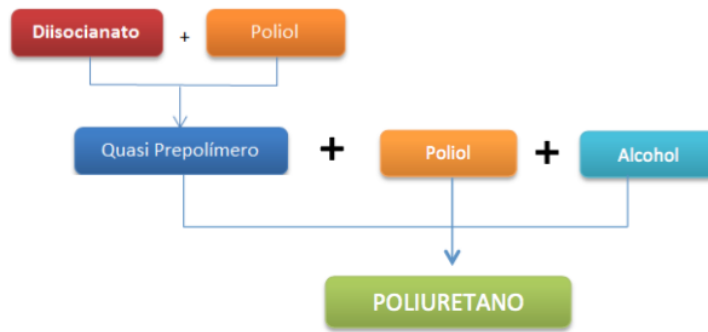 Diisocianato + Poliol
Quasi Prepolímero + Poliol + Alcohol
POLIURETANO